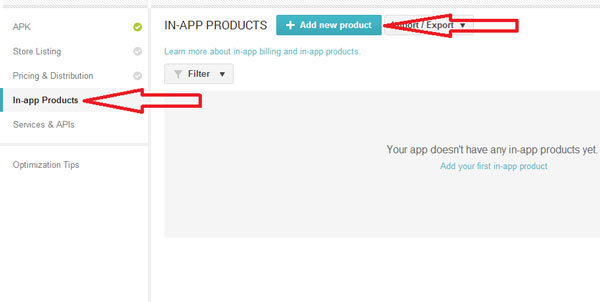 APK
Store Listing
Pricing & Distribution
In-app Products
Services & APIs
Optimization Tips
IN-APP PRODUCTS
+ Add new product
Import / Export
Learn more about in-app billing and in-app products.
Filter
Your app doesn't have any in-app products yet.
Add your first in-app product